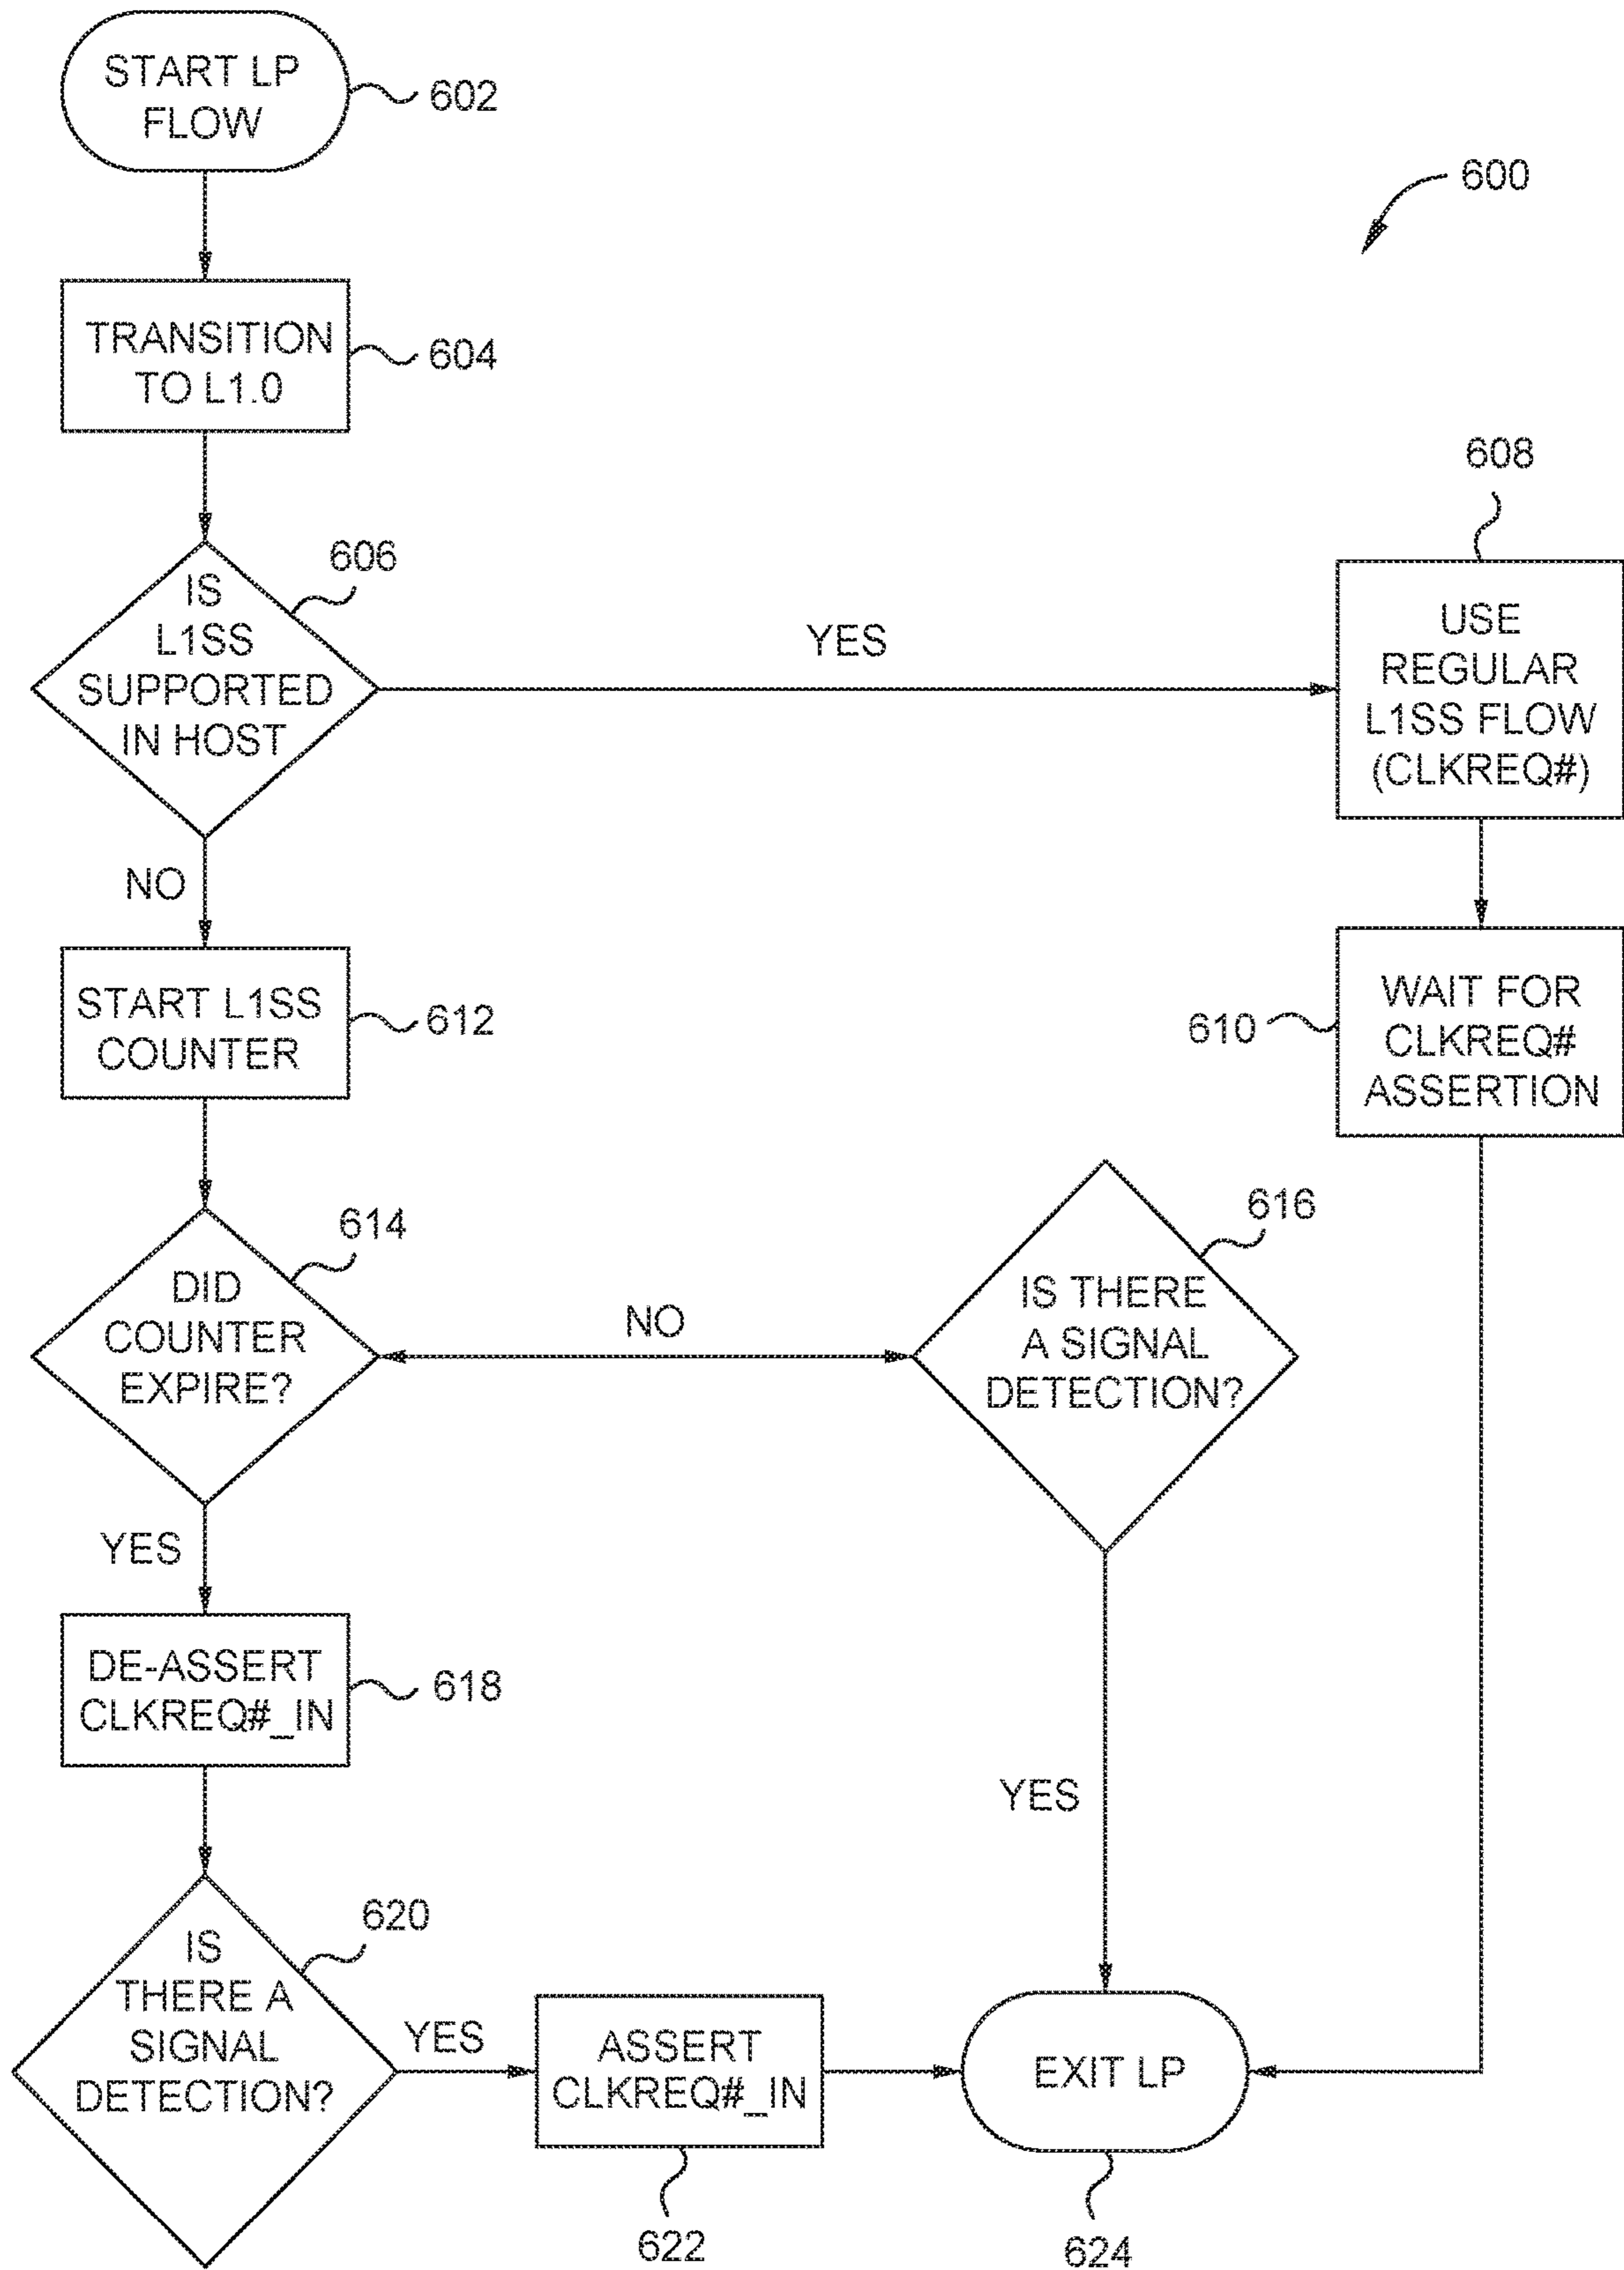 START LP
FLOW
602
600
TRANSITION
TO L1.0
604
606
IS
L1SS
SUPPORTED
IN HOST
YES
608
USE
REGULAR
L1SS FLOW
(CLKREQ#)
NO
START L1SS
COUNTER
612
610
WAIT FOR
CLKREQ#
ASSERTION
614
DID
COUNTER
EXPIRE?
NO
616
IS THERE
A SIGNAL
DETECTION?
YES
DE-ASSERT
CLKREQ#_IN
618
YES
620
IS
THERE A
SIGNAL
DETECTION?
YES
ASSERT
CLKREQ#_IN
622
EXIT LP
624